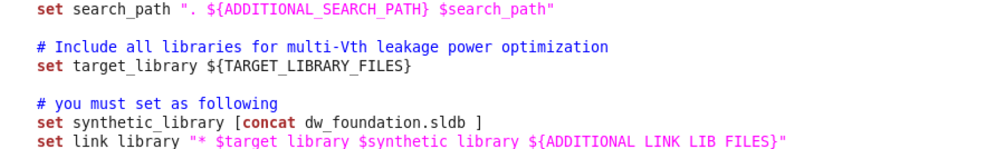 set search_path ". ${ADDITIONAL_SEARCH_PATH} $search_path"
# Include all libraries for multi-Vth leakage power optimization
set target_library ${TARGET_LIBRARY_FILES}
# you must set as following
set synthetic_library [concat dw_foundation.sldb ]
set link_library "* $target_library $synthetic_library ${ADDITIONAL_LINK_LIB_FILES}"